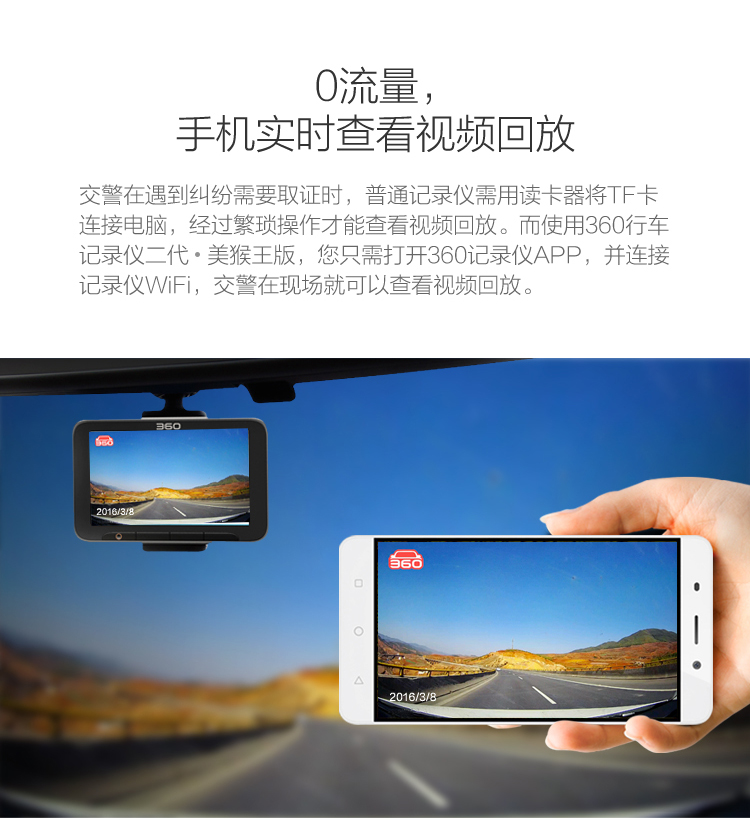 0流量，
手机实时查看视频回放
交警在遇到纠纷需要取证时，普通记录仪需用读卡器将TF卡
连接电脑，经过繁琐操作才能查看视频回放。而使用360行车
记录仪二代•美猴王版，您只需打开360记录仪APP，并连接
记录仪WiFi，交警在现场就可以查看视频回放。
360
360
2016/3/8
360
2016/3/8